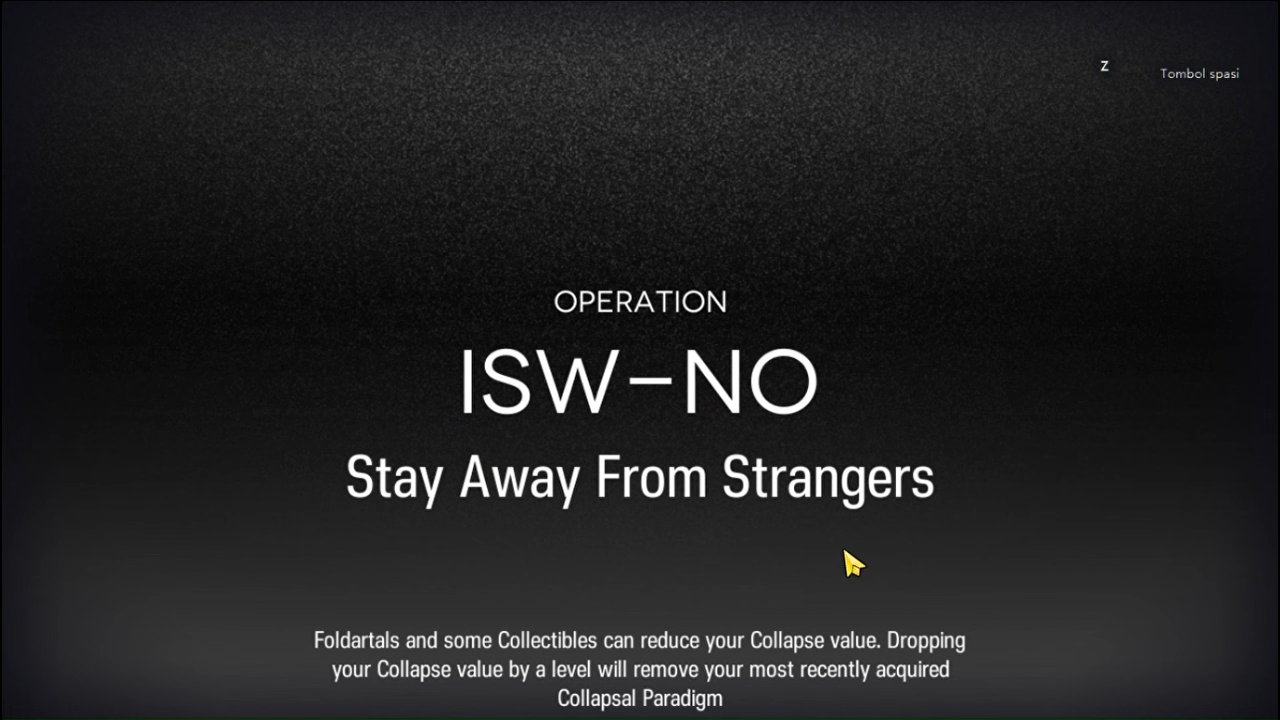 Z
Tombol spasi
OPERATION
ISW-NO
Stay Away From Strangers
Foldartals and some Collectibles can reduce your Collapse value. Dropping
your Collapse value by a level will remove your most recently acquired
Collapsal Paradigm